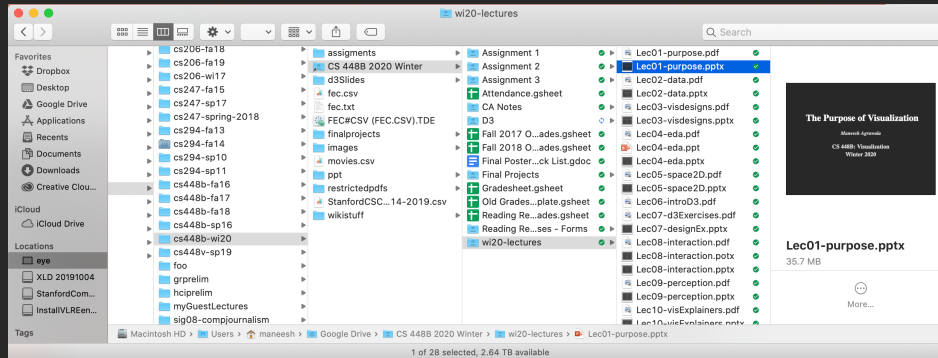 wi20-lectures
Search
Favorites
Dropbox
Desktop
Google Drive
Applications
Recents
Documents
Downloads
Creative Clou...
iCloud
iCloud Drive
Locations
eye
XLD 20191004
StanfordCom...
InstallVLREen...
Tags
cs206-fa18
cs206-fa19
cs206-wi17
cs247-fa15
cs247-sp17
cs247-spring-2018
cs294-fa13
cs294-fa14
cs294-sp10
cs294-sp11
cs448b-fa16
cs448b-fa17
cs448b-fa18
cs448b-sp16
cs448b-wi20
cs448v-sp19
foo
grprelim
hciprelim
myGuestLectures
sig08-compjournalism
assigments
CS 448B 2020 Winter
d3Slides
fec.csv
fec.txt
FEC#CSV (FEC.CSV).TDE
finalprojects
images
movies.csv
ppt
restrictedpdfs
StanfordCSC...14-2019.csv
wikistuff
Assignment 1
Assignment 2
Assignment 3
Attendance.gsheet
CA Notes
D3
Fall 2017 O...ades.gsheet
Fall 2018 O...ades.gsheet
Final Poster...ck List.gdoc
Final Projects
Gradesheet.gsheet
Old Grades...plate.gsheet
Reading Re...ades.gsheet
Reading Re...ses - Forms
wi20-lectures
Lec01-purpose.pdf
Lec01-purpose.pptx
Lec02-data.pdf
Lec02-data.pptx
Lec03-visdesigns.pdf
Lec03-visdesigns.pptx
Lec04-eda.pdf
Lec04-eda.ppt
Lec04-eda.pptx
Lec05-space2D.pdf
Lec05-space2D.pptx
Lec06-introD3.pdf
Lec07-d3Exercises.pdf
Lec07-designEx.pptx
Lec08-interaction.pdf
Lec08-interaction.potx
Lec08-interaction.pptx
Lec09-perception.pdf
Lec09-perception.pptx
Lec10-visExplainers.pdf
Lec10-visExplainers.pptx
The Purpose of Visualization
Maneesh Agrawala
CS 448B: Visualization
Winter 2020
Lec01-purpose.pptx
35.7 MB
More...
Macintosh HD > Users > maneesh > Google Drive > CS 448B 2020 Winter > wi20-lectures > Lec01-purpose.pptx
1 of 28 selected, 2.64 TB available